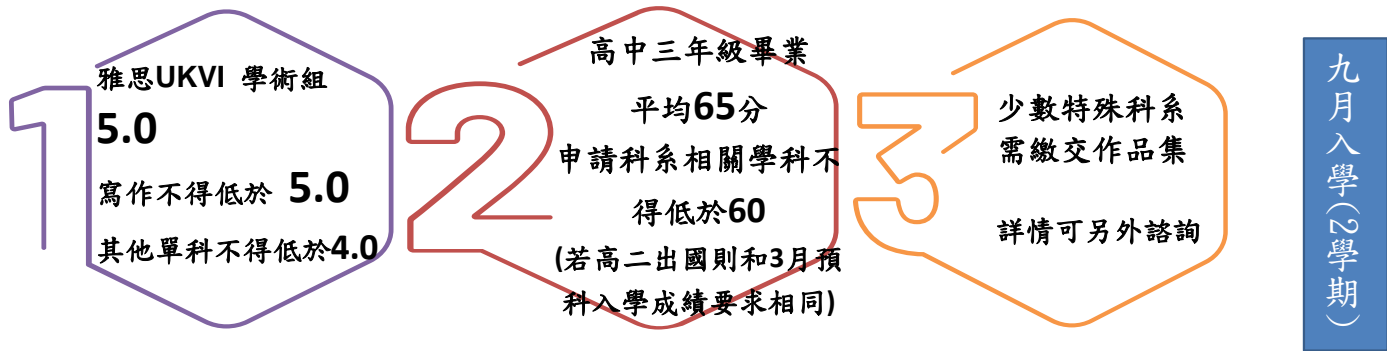 1
雅思UKVI 學術組
5.0
寫作不得低於 5.0
其他單科不得低於4.0
2
高中三年級畢業
平均65分
申請科系相關學科不
得低於60
(若高二出國則和3月預
科入學成績要求相同)
3
少數特殊科系
需繳交作品集
詳情可另外諮詢
九月入學(2學期)